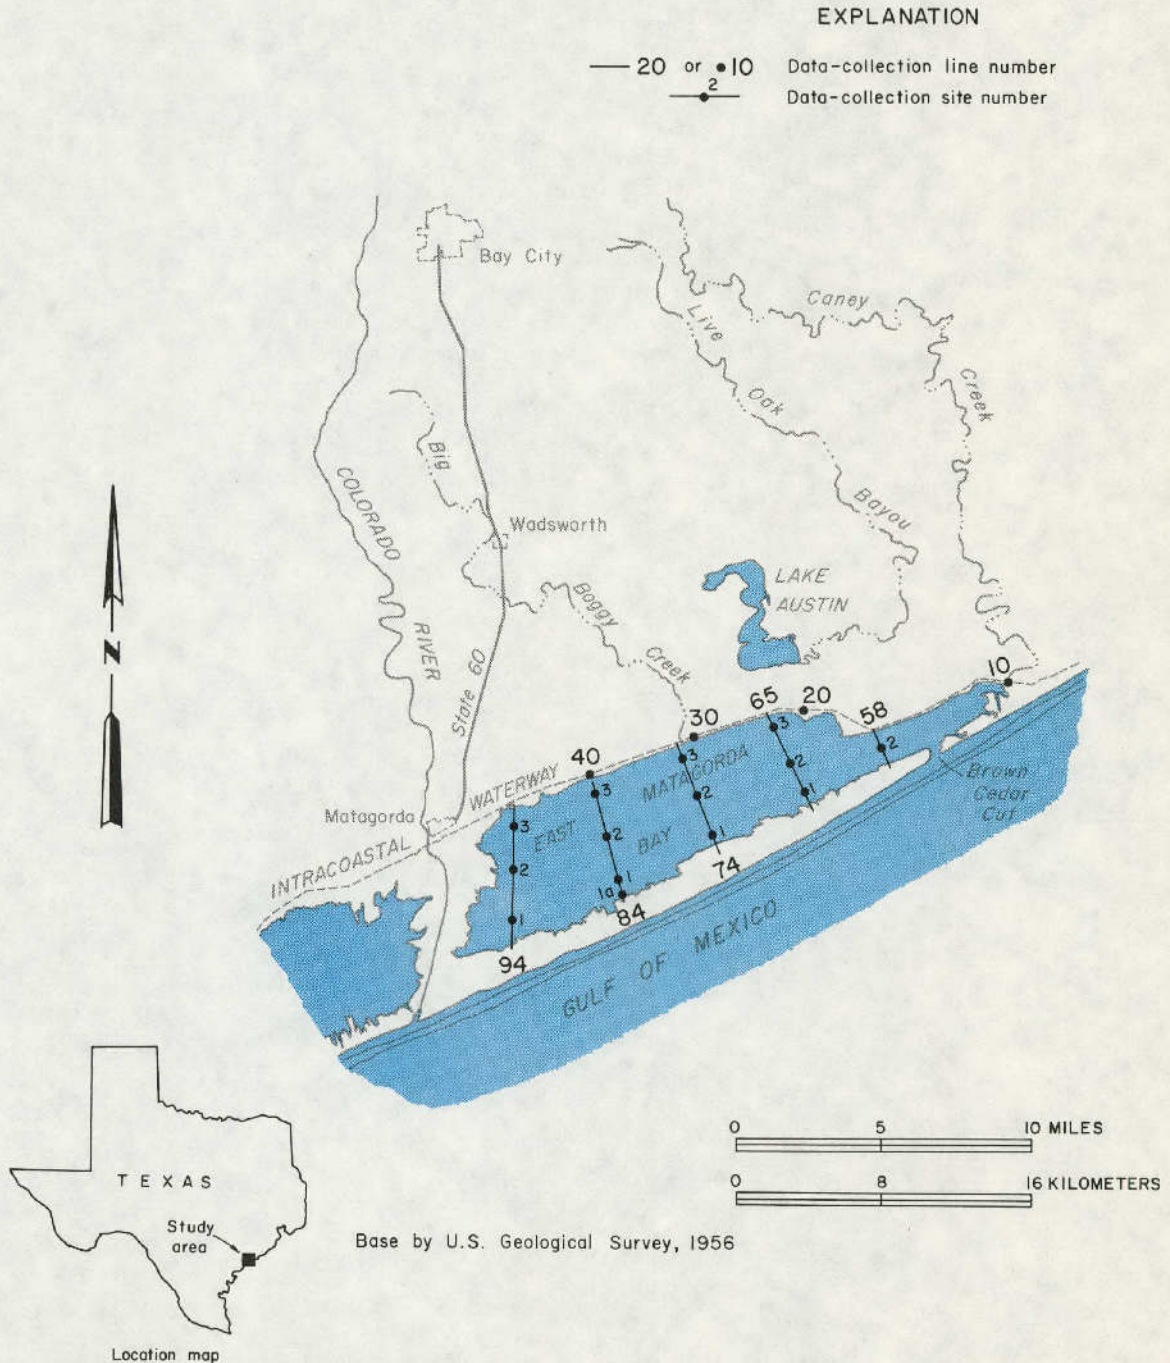 EXPLANATION
20 or •10 Data-collection line number
2 Data-collection site number
Bay City
Caney
Creek
Live
Oak
Bayou
Big
Boggy
Creek
COLORADO
RIVER
Wadsworth
State 60
LAKE
AUSTIN
N
10
65
20
58
30
40
3
2
3
2
1
3
2
1
3
2
1
1a
3
2
1
74
84
94
Matagorda
INTRACOASTAL WATERWAY
EAST MATAGORDA
BAY
Brown
Cedar
Cut
GULF OF MEXICO
0 5 10 MILES
0 8 16 KILOMETERS
TEXAS
Study
area
Base by U.S. Geological Survey, 1956
Location map